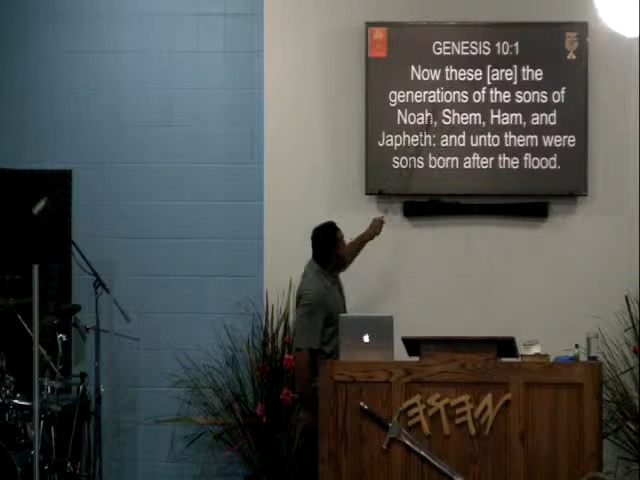 GENESIS 10:1
Now these [are] the
generations of the sons of
Noah, Shem, Ham, and
Japheth: and unto them were
sons born after the flood.
𐤉𐤄𐤅𐤄